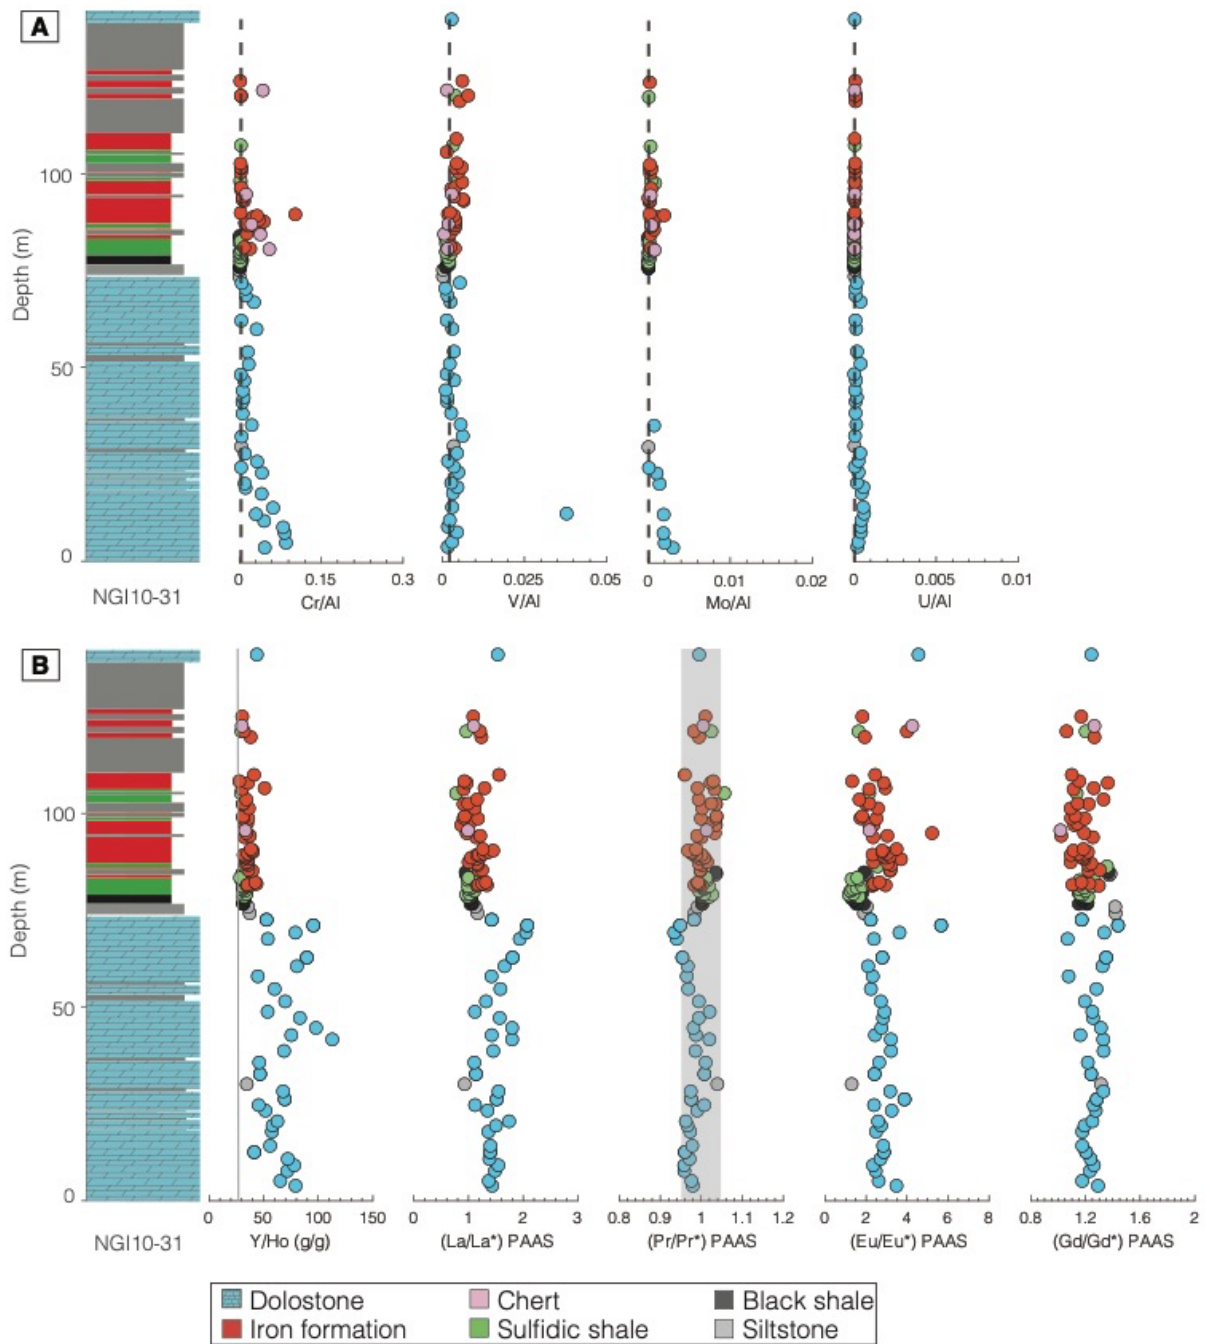 A
100
50
0
Depth (m)
NGI10-31
0 0.15 0.3
Cr/Al
0 0.025 0.05
V/Al
0 0.01 0.02
Mo/Al
0 0.005 0.01
U/Al
B
100
50
0
Depth (m)
NGI10-31
0 50 100 150
Y/Ho (g/g)
0 1 2 3
(La/La*) PAAS
0.8 0.9 1 1.1 1.2
(Pr/Pr*) PAAS
0 2 4 6 8
(Eu/Eu*) PAAS
0.8 1.2 1.6 2
(Gd/Gd*) PAAS
Dolostone Chert Black shale
Iron formation Sulfidic shale Siltstone